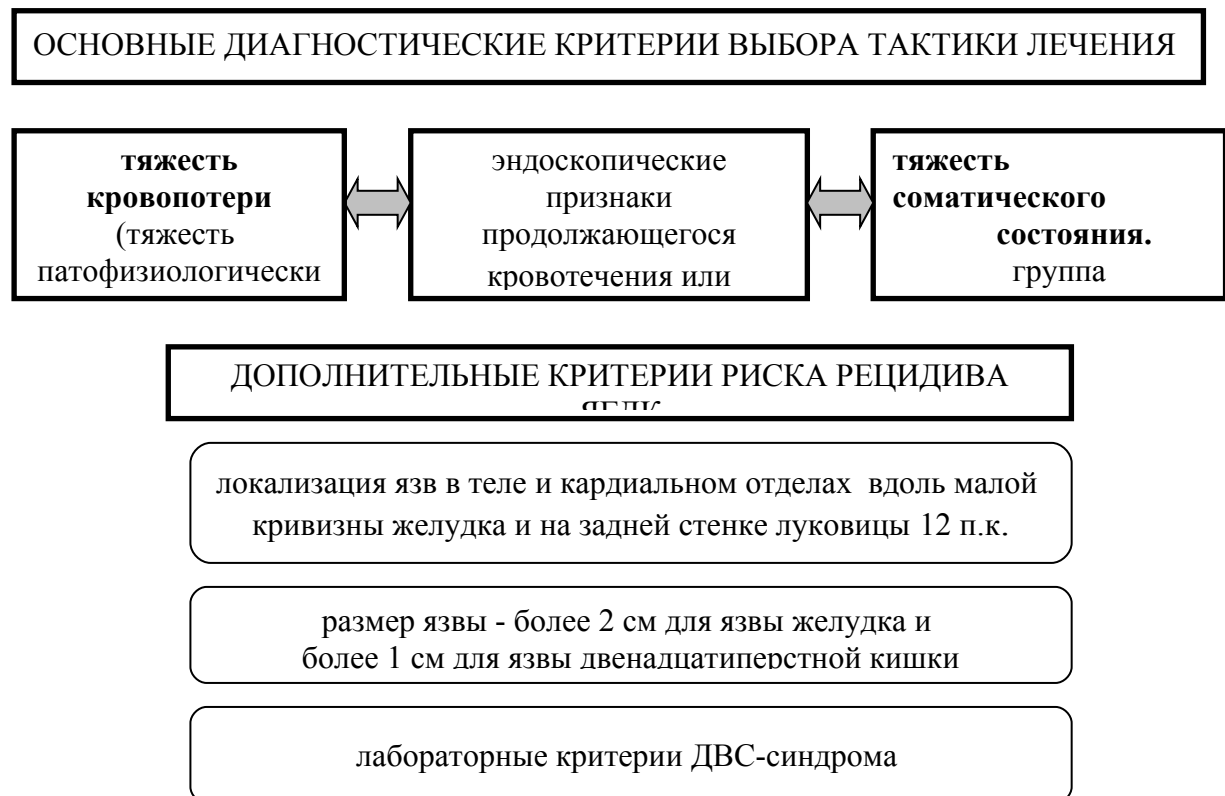 ОСНОВНЫЕ ДИАГНОСТИЧЕСКИЕ КРИТЕРИИ ВЫБОРА ТАКТИКИ ЛЕЧЕНИЯ
тяжесть
кровопотери
(тяжесть
патофизиологически
эндоскопические
признаки
продолжающегося
кровотечения или
тяжесть
соматического
состояния.
группа
ДОПОЛНИТЕЛЬНЫЕ КРИТЕРИИ РИСКА РЕЦИДИВА
локализация язв в теле и кардиальном отделах вдоль малой
кривизны желудка и на задней стенке луковицы 12 п.к.
размер язвы - более 2 см для язвы желудка и
более 1 см для язвы двенадцатиперстной кишки
лабораторные критерии ДВС-синдрома